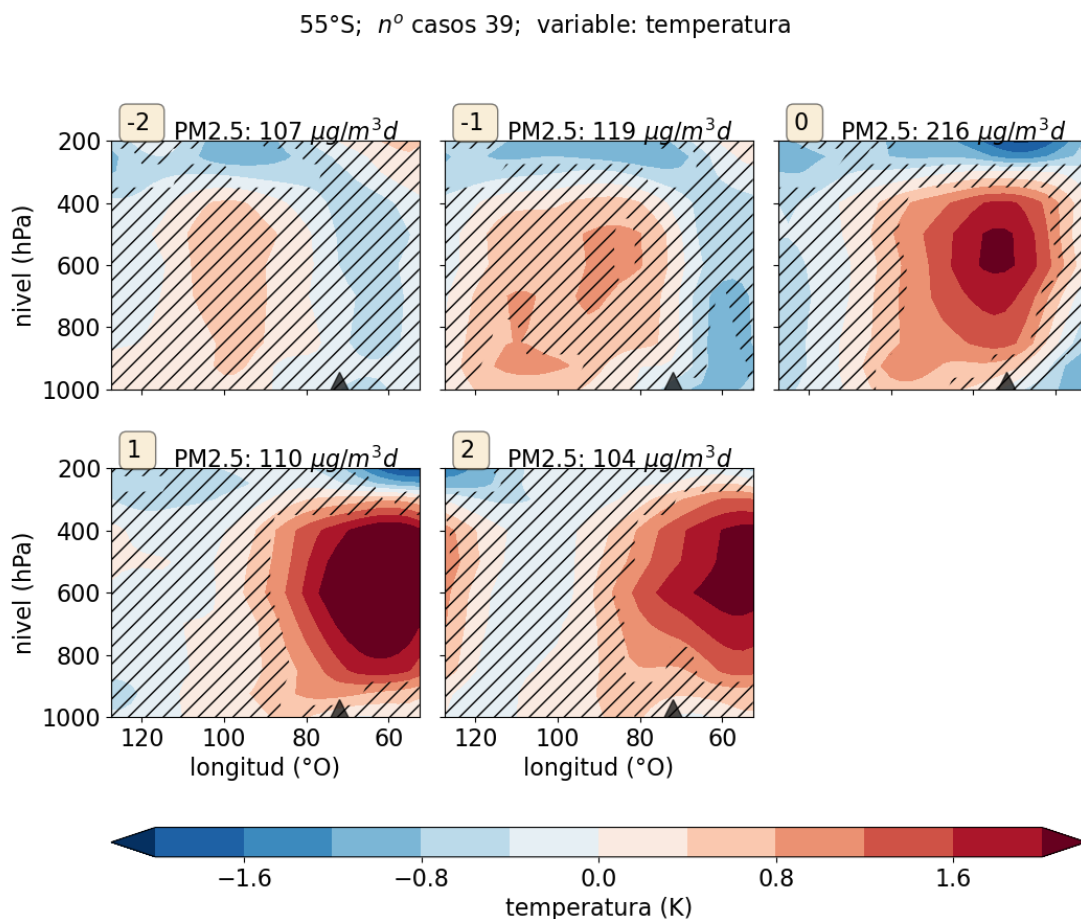 55°S;  n° casos 39;  variable: temperatura
-2 PM2.5: 107 μg/m³d
-1 PM2.5: 119 μg/m³d
0 PM2.5: 216 μg/m³d
200
400
600
800
1000
nivel (hPa)
1 PM2.5: 110 μg/m³d
2 PM2.5: 104 μg/m³d
200
400
600
800
1000
nivel (hPa)
120 100 80 60
longitud (°O)
120 100 80 60
longitud (°O)
−1.6 −0.8 0.0 0.8 1.6
temperatura (K)